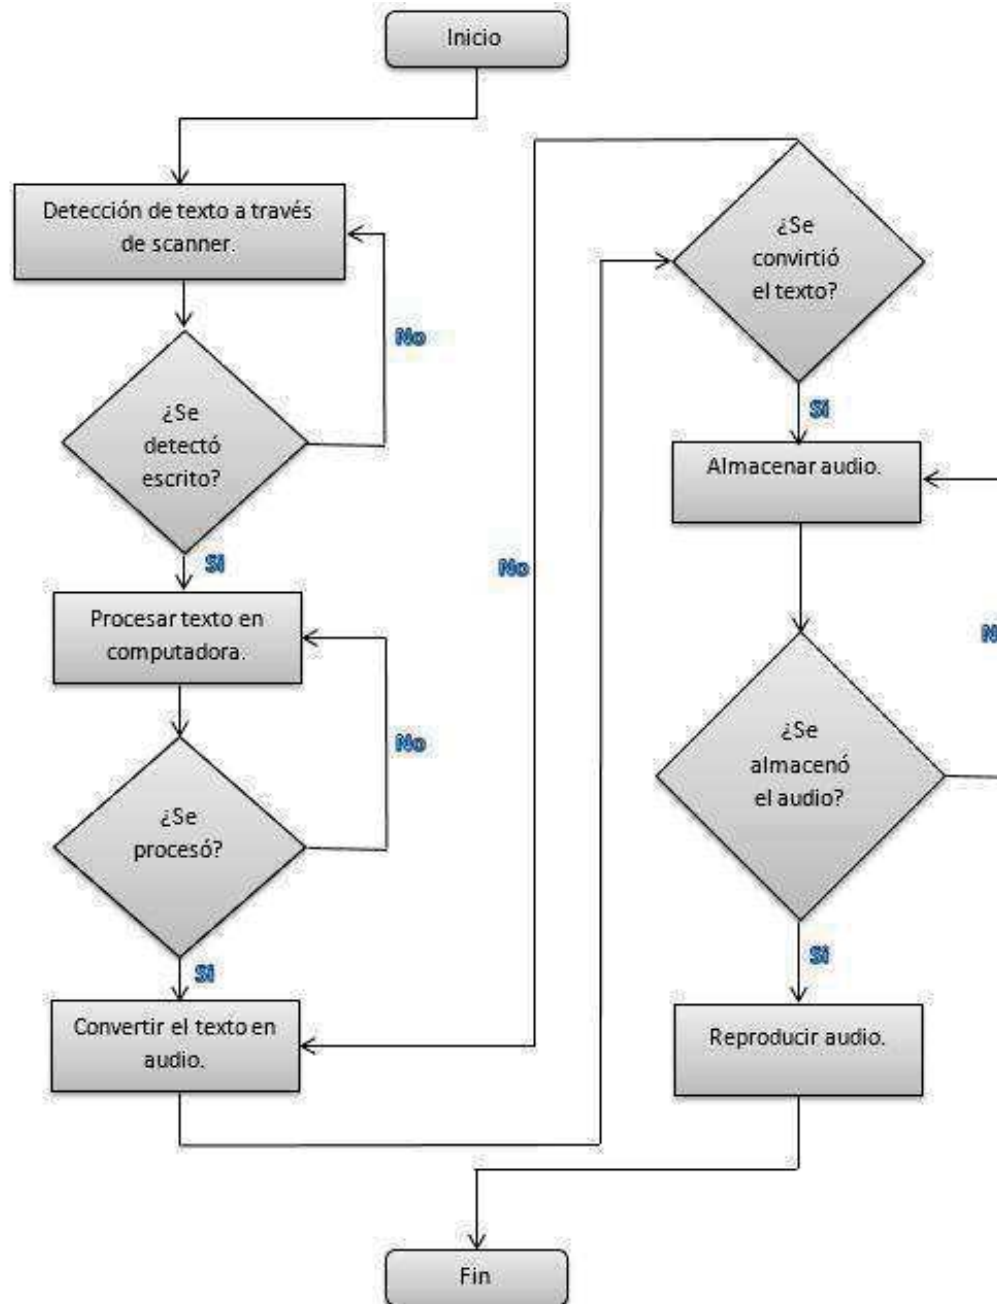 Inicio
Detección de texto a través
de scanner.
No
¿Se
detectó
escrito?
Si
Procesar texto en
computadora.
No
¿Se
procesó?
Si
Convertir el texto en
audio.
No
¿Se
convirtió
el texto?
Si
Almacenar audio.
N
¿Se
almacenó
el audio?
Si
Reproducir audio.
Fin